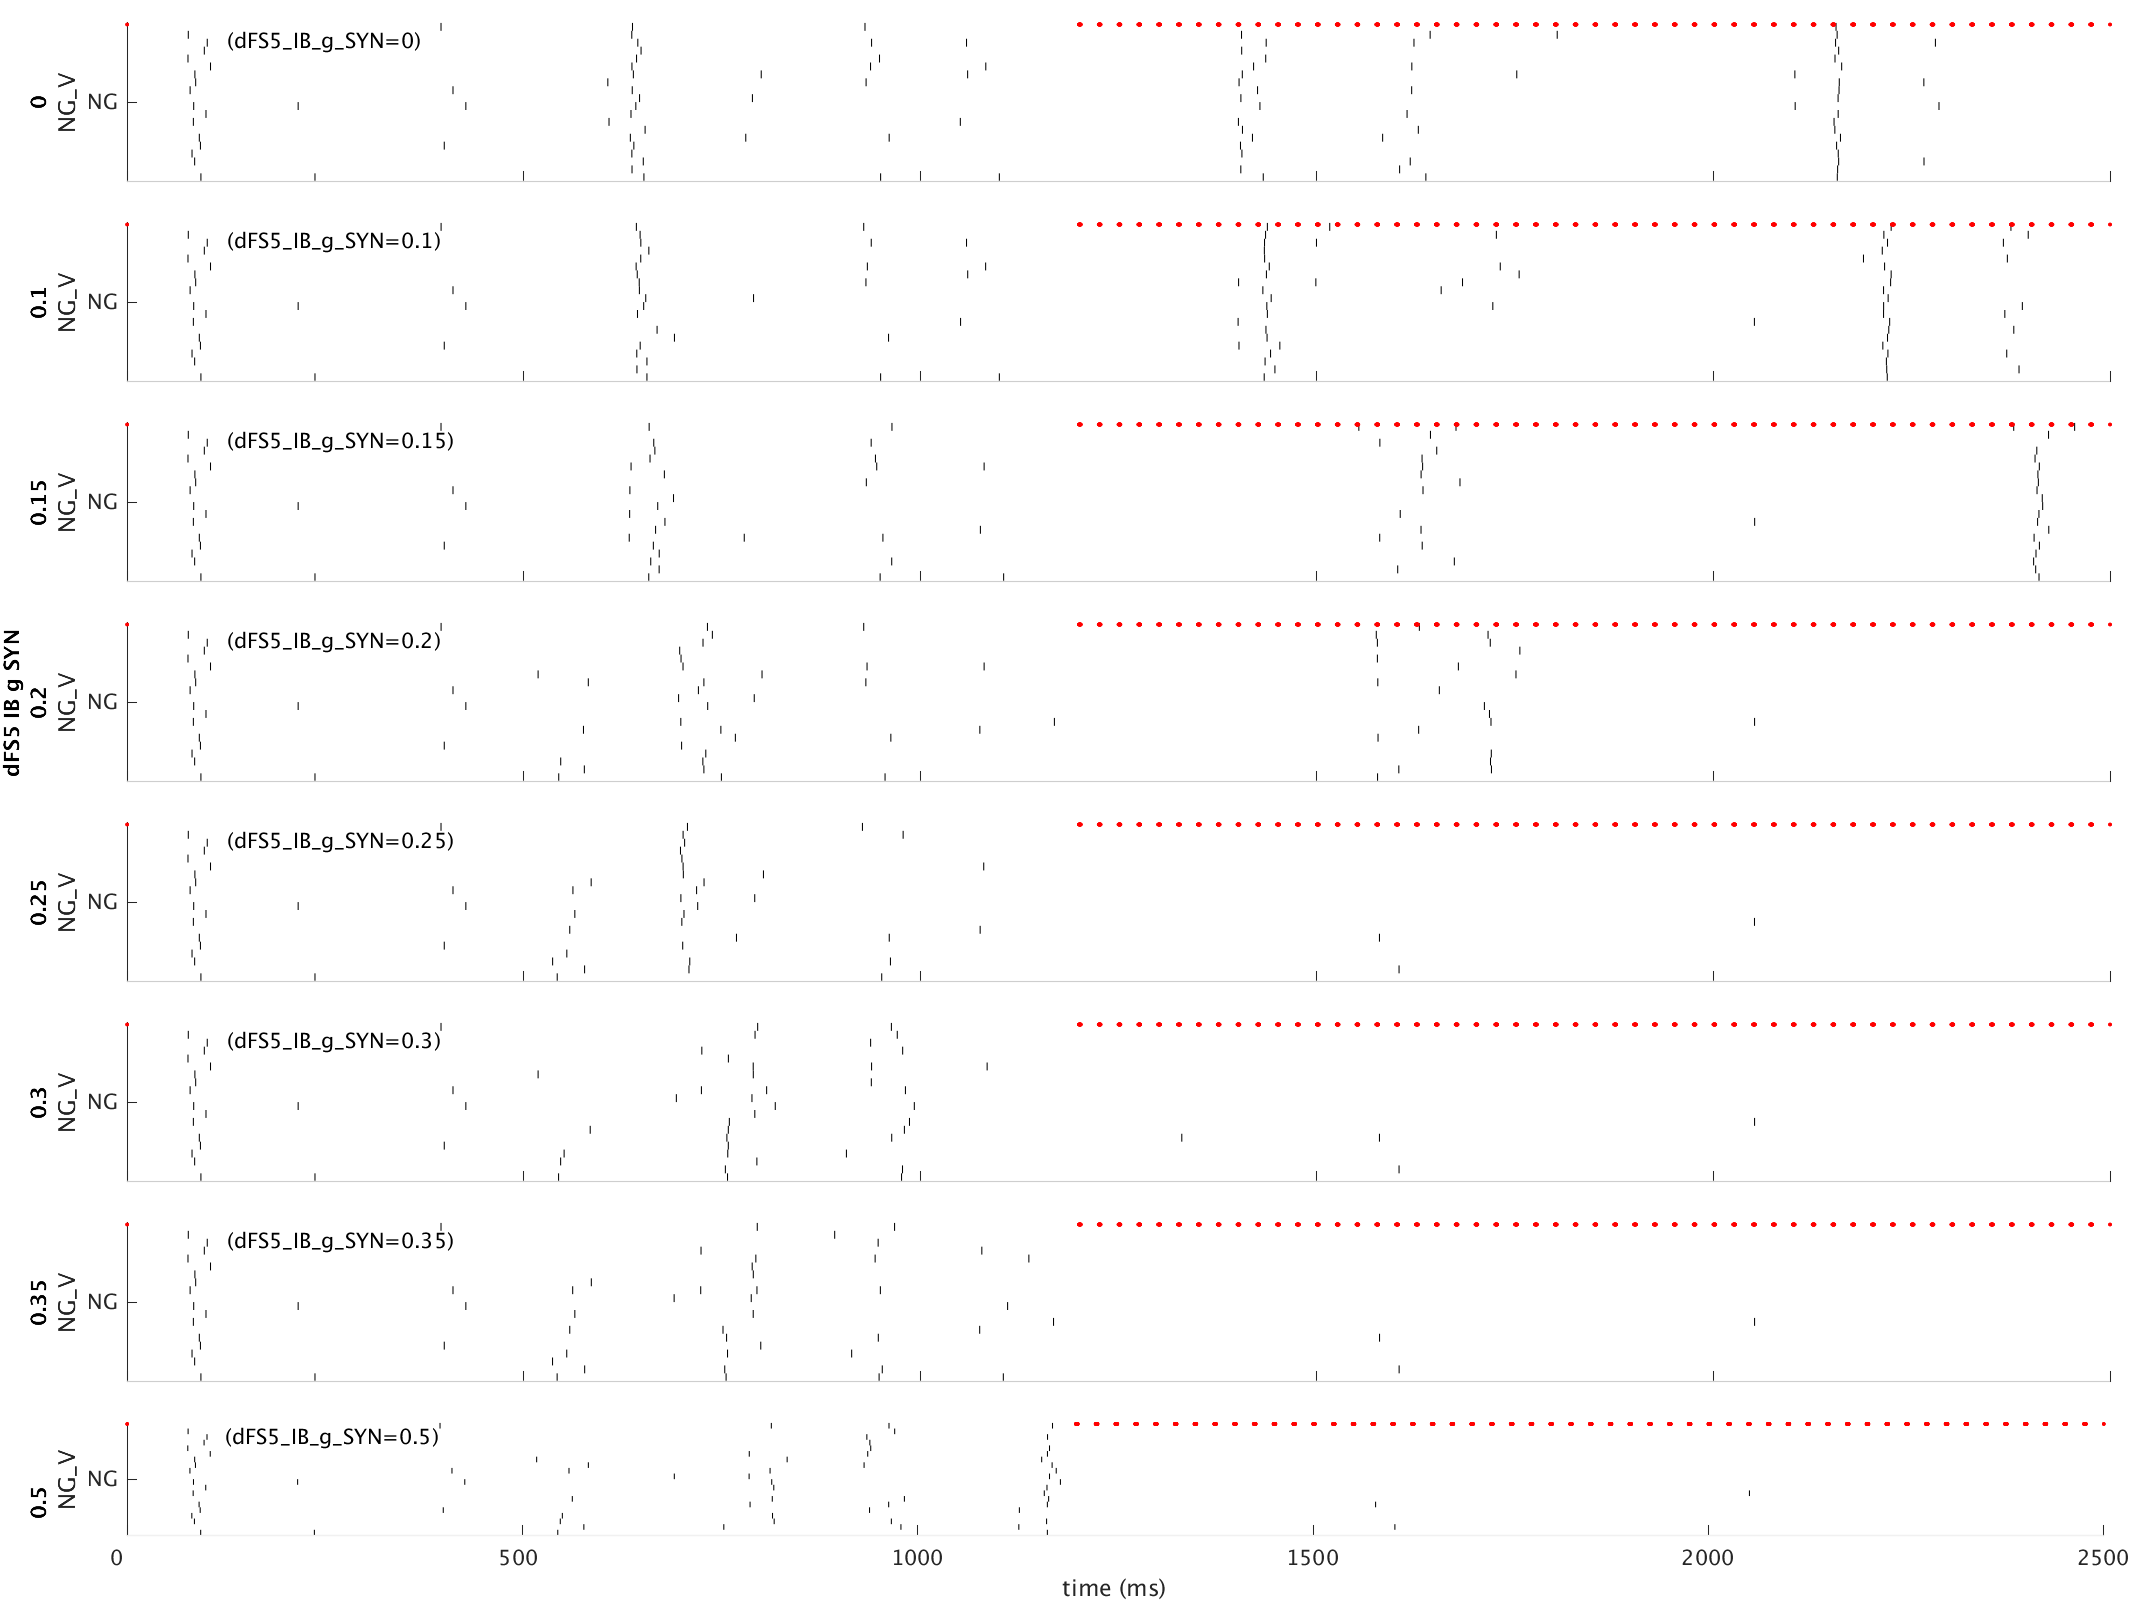 dFS5 IB g SYN
0
NG_V
NG
(dFS5_IB_g_SYN=0)
0.1
NG_V
NG
(dFS5_IB_g_SYN=0.1)
0.15
NG_V
NG
(dFS5_IB_g_SYN=0.15)
0.2
NG_V
NG
(dFS5_IB_g_SYN=0.2)
0.25
NG_V
NG
(dFS5_IB_g_SYN=0.25)
0.3
NG_V
NG
(dFS5_IB_g_SYN=0.3)
0.35
NG_V
NG
(dFS5_IB_g_SYN=0.35)
0.5
NG_V
NG
(dFS5_IB_g_SYN=0.5)
0 500 1000 1500 2000 2500
time (ms)